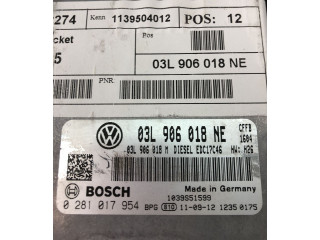 274 Kenn 1139504012 POS: 12
cket Pos
5 03L 906 018 NE
03L 906 018 NE CFFB
03L 906 018 M DIESEL EDC17C46 1604
HW: H26
BOSCH Made in Germany
1039S51599
0 281 017 954 BPG 810 11-09-12 1235 0175